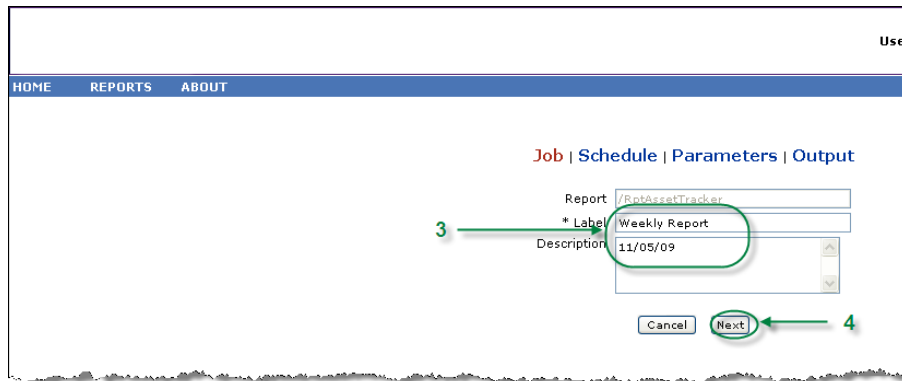 Use
HOME REPORTS ABOUT
Job | Schedule | Parameters | Output
Report /RptAssetTracker
* Label Weekly Report
3
Description 11/05/09
Cancel Next 4